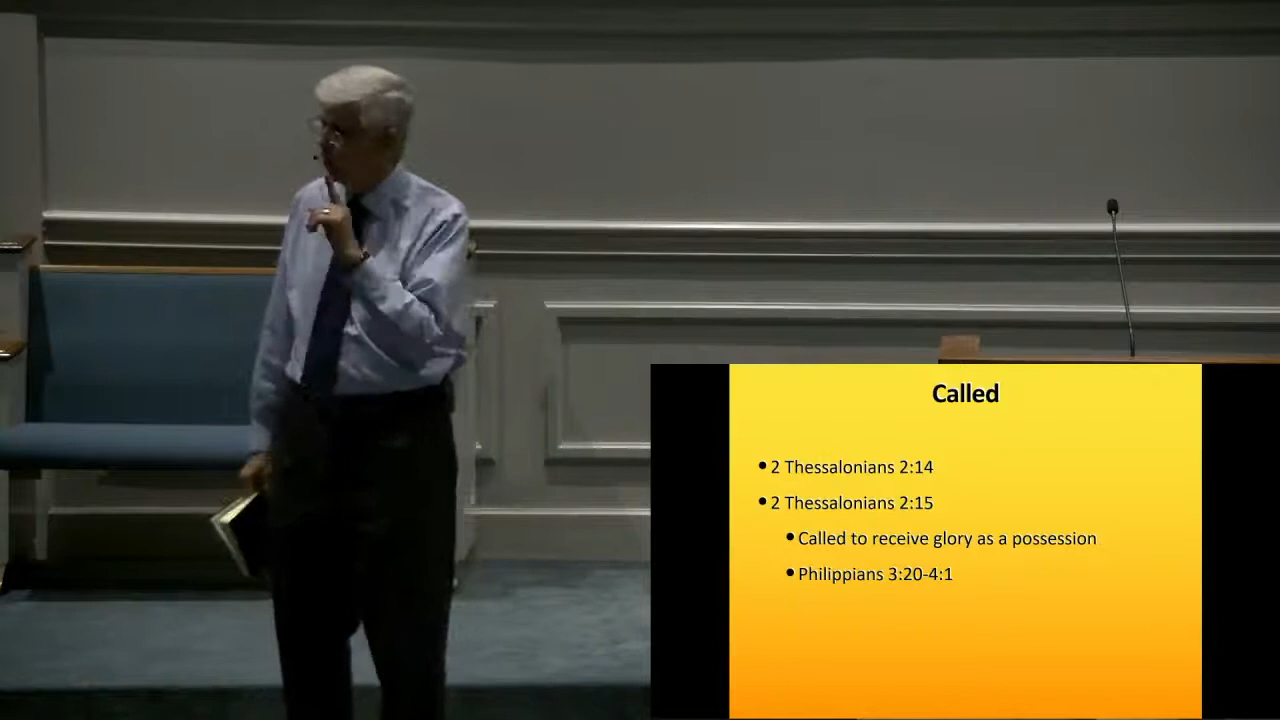 Called
• 2 Thessalonians 2:14
• 2 Thessalonians 2:15
• Called to receive glory as a possession
• Philippians 3:20-4:1